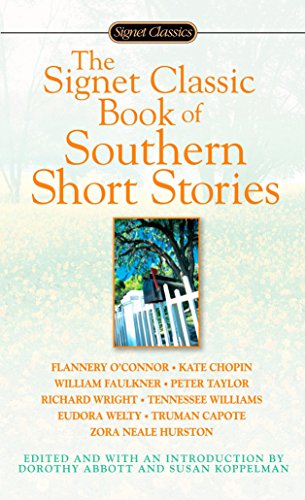 Signet Classics
The
Signet Classic
Book of
Southern
Short Stories
FLANNERY O'CONNOR • KATE CHOPIN
WILLIAM FAULKNER • PETER TAYLOR
RICHARD WRIGHT • TENNESSEE WILLIAMS
EUDORA WELTY • TRUMAN CAPOTE
ZORA NEALE HURSTON
EDITED AND WITH AN INTRODUCTION BY
DOROTHY ABBOTT AND SUSAN KOPPELMAN